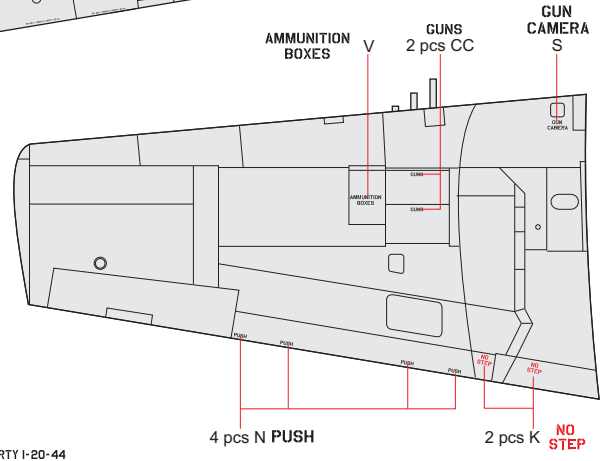 GUN
CAMERA
S
GUNS
2 pcs CC
AMMUNITION
BOXES
V
GUN
CAMERA
GUNS
AMMUNITION
BOXES
GUNS
PUSH
PUSH
PUSH
PUSH
NO
STEP
NO
STEP
4 pcs N PUSH
2 pcs K
NO
STEP
RTY 1-20-44